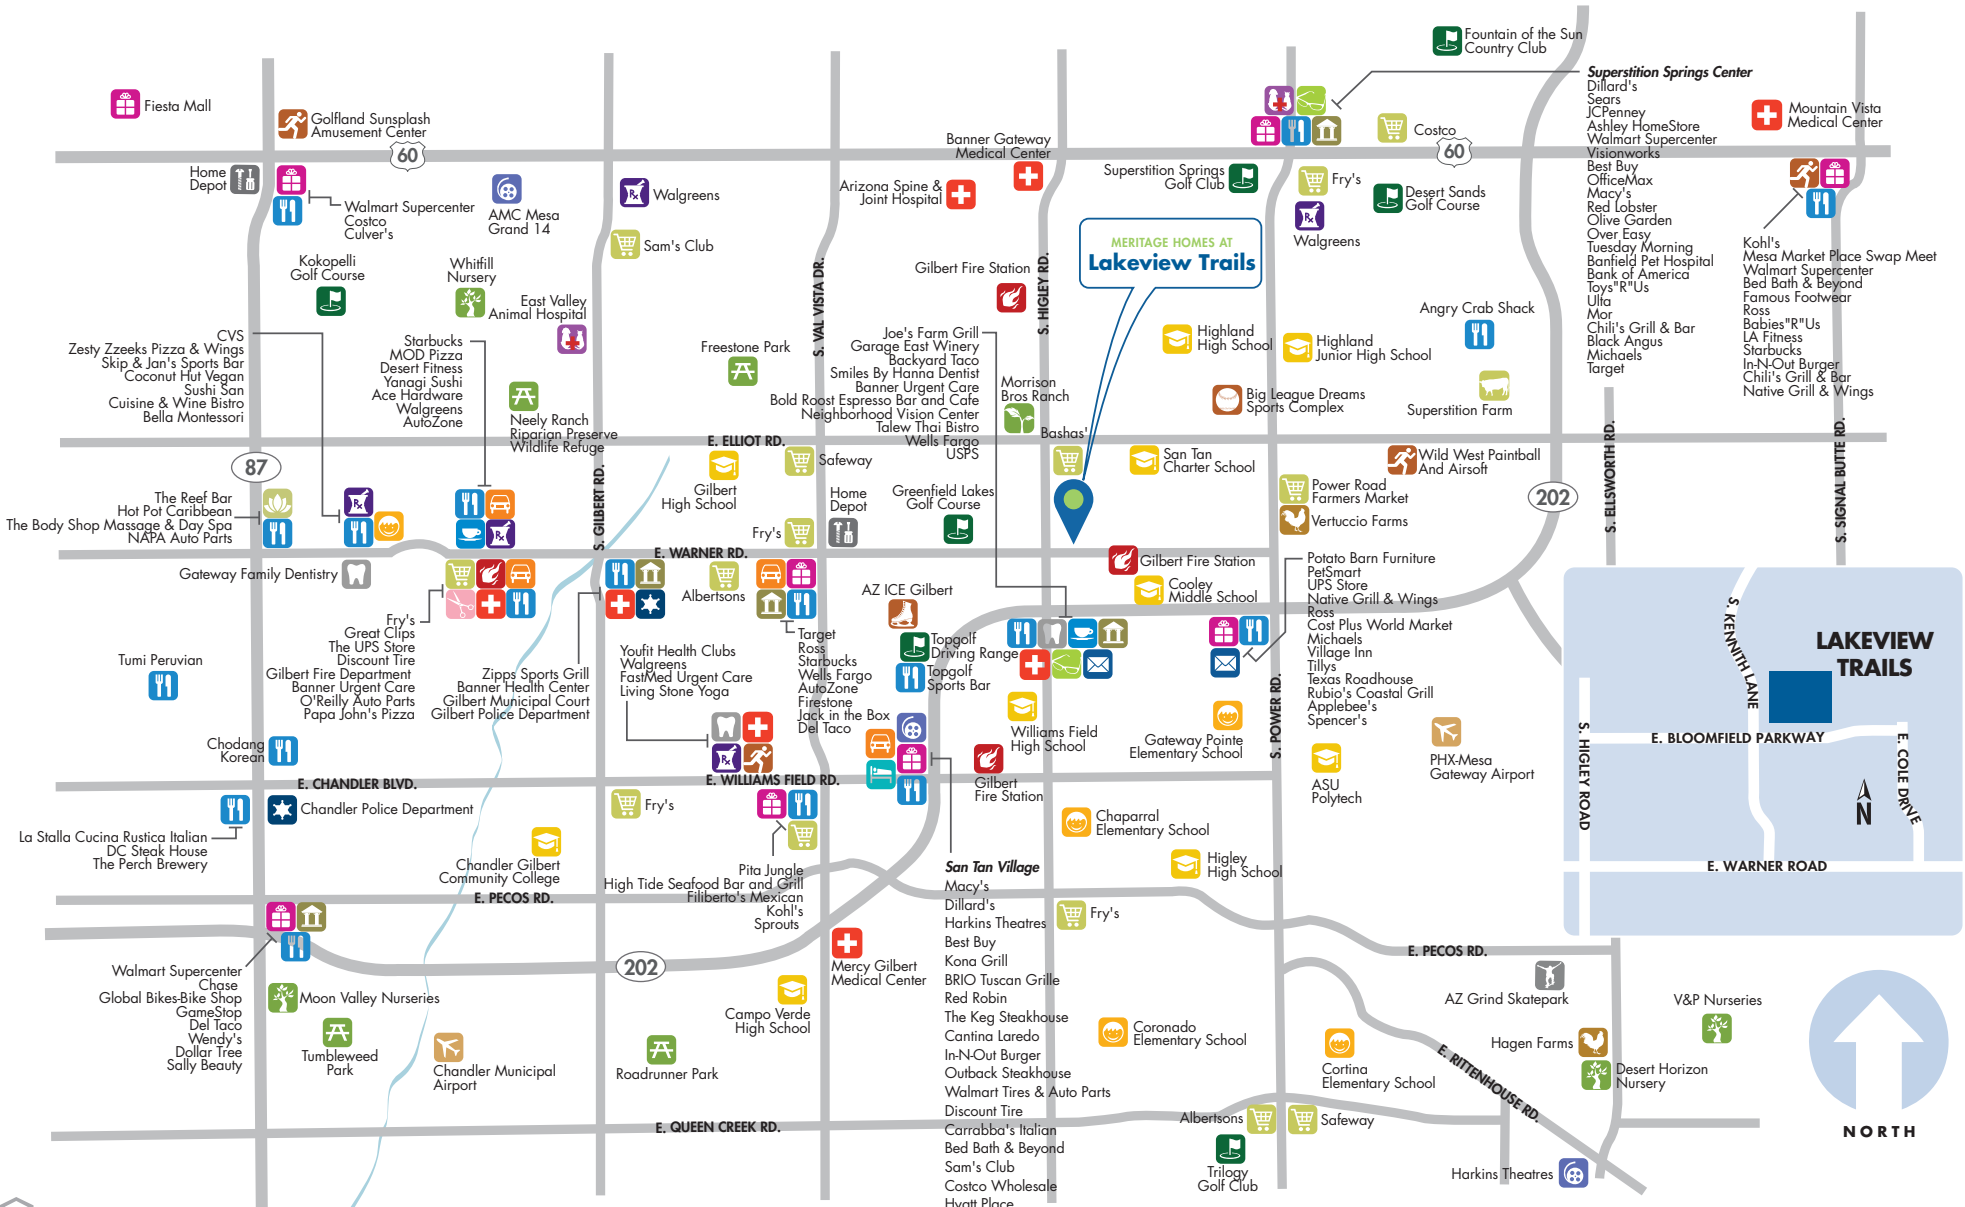 Fountain of the Sun
Country Club
Superstition Springs Center
Dillard's
Sears
JCPenney
Ashley HomeStore
Walmart Supercenter
Visionworks
Best Buy
OfficeMax
Macy's
Red Lobster
Olive Garden
Over Easy
Tuesday Morning
Banfield Pet Hospital
Bank of America
Toys"R"Us
Ulta
Mor
Chili's Grill & Bar
Black Angus
Michaels
Target
Fiesta Mall
Golfland Sunsplash
Amusement Center
60
Banner Gateway
Medical Center
Costco
60
Mountain Vista
Medical Center
Home
Depot
Walmart Supercenter
Costco
Culver's
AMC Mesa
Grand 14
Walgreens
Sam's Club
Arizona Spine &
Joint Hospital
Superstition Springs
Golf Club
Fry's
Walgreens
Desert Sands
Golf Course
Kohl's
Mesa Market Place Swap Meet
Walmart Supercenter
Bed Bath & Beyond
Famous Footwear
Ross
Babies"R"Us
LA Fitness
Starbucks
In-N-Out Burger
Chili's Grill & Bar
Native Grill & Wings
MERITAGE HOMES AT
Lakeview Trails
Kokopelli
Golf Course
Whitfill
Nursery
East Valley
Animal Hospital
S. VAL VISTA DR.
Gilbert Fire Station
S. HIGLEY RD.
Angry Crab Shack
CVS
Zesty Zzeeks Pizza & Wings
Skip & Jan's Sports Bar
Coconut Hut Vegan
Sushi San
Cuisine & Wine Bistro
Bella Montessori
Starbucks
MOD Pizza
Desert Fitness
Yanagi Sushi
Ace Hardware
Walgreens
AutoZone
Neely Ranch
Riparian Preserve
Wildlife Refuge
Freestone Park
Joe's Farm Grill
Garage East Winery
Backyard Taco
Smiles By Hanna Dentist
Banner Urgent Care
Bold Roost Espresso Bar and Cafe
Neighborhood Vision Center
Talew Thai Bistro
Wells Fargo
USPS
Morrison
Bros Ranch
Highland
High School
Highland
Junior High School
Big League Dreams
Sports Complex
Superstition Farm
E. ELLIOT RD.
Bashas'
87
Gilbert
High School
Safeway
San Tan
Charter School
Wild West Paintball
And Airsoft
S. ELLSWORTH RD.
S. SIGNAL BUTTE RD.
The Reef Bar
Hot Pot Caribbean
The Body Shop Massage & Day Spa
NAPA Auto Parts
S. GILBERT RD.
Fry's
Home
Depot
Greenfield Lakes
Golf Course
Power Road
Farmers Market
Vertuccio Farms
202
E. WARNER RD.
Gateway Family Dentistry
Albertsons
AZ ICE Gilbert
Gilbert Fire Station
Cooley
Middle School
Potato Barn Furniture
PetSmart
UPS Store
Native Grill & Wings
Ross
Cost Plus World Market
Michaels
Village Inn
Tillys
Texas Roadhouse
Rubio's Coastal Grill
Applebee's
Spencer's
Fry's
Great Clips
The UPS Store
Discount Tire
Gilbert Fire Department
Banner Urgent Care
O'Reilly Auto Parts
Papa John's Pizza
Zipps Sports Grill
Banner Health Center
Gilbert Municipal Court
Gilbert Police Department
Youfit Health Clubs
Walgreens
FastMed Urgent Care
Living Stone Yoga
Target
Ross
Starbucks
Wells Fargo
AutoZone
Firestone
Jack in the Box
Del Taco
Topgolf
Driving Range
Topgolf
Sports Bar
Tumi Peruvian
Chodang
Korean
Williams Field
High School
Gateway Pointe
Elementary School
S. POWER RD.
PHX-Mesa
Gateway Airport
ASU
Polytech
Gilbert
Fire Station
E. CHANDLER BLVD.
E. WILLIAMS FIELD RD.
LAKEVIEW
TRAILS
S. KENNITH LANE
S. HIGLEY ROAD
E. BLOOMFIELD PARKWAY
E. COLE DRIVE
N
E. WARNER ROAD
Chandler Police Department
La Stalla Cucina Rustica Italian
DC Steak House
The Perch Brewery
Fry's
Chandler Gilbert
Community College
Pita Jungle
High Tide Seafood Bar and Grill
Filiberto's Mexican
Kohl's
Sprouts
Chaparral
Elementary School
Higley
High School
E. PECOS RD.
San Tan Village
Macy's
Dillard's
Harkins Theatres
Best Buy
Kona Grill
BRIO Tuscan Grille
Red Robin
The Keg Steakhouse
Cantina Laredo
In-N-Out Burger
Outback Steakhouse
Walmart Tires & Auto Parts
Discount Tire
Carrabba's Italian
Bed Bath & Beyond
Sam's Club
Costco Wholesale
Hyatt Place
Fry's
E. PECOS RD.
202
Mercy Gilbert
Medical Center
Walmart Supercenter
Chase
Global Bikes-Bike Shop
GameStop
Del Taco
Wendy's
Dollar Tree
Sally Beauty
Moon Valley Nurseries
Tumbleweed
Park
Chandler Municipal
Airport
Roadrunner Park
Campo Verde
High School
Coronado
Elementary School
Cortina
Elementary School
AZ Grind Skatepark
V&P Nurseries
Hagen Farms
Desert Horizon
Nursery
E. RITTENHOUSE RD.
E. QUEEN CREEK RD.
Albertsons
Safeway
Trilogy
Golf Club
Harkins Theatres
NORTH